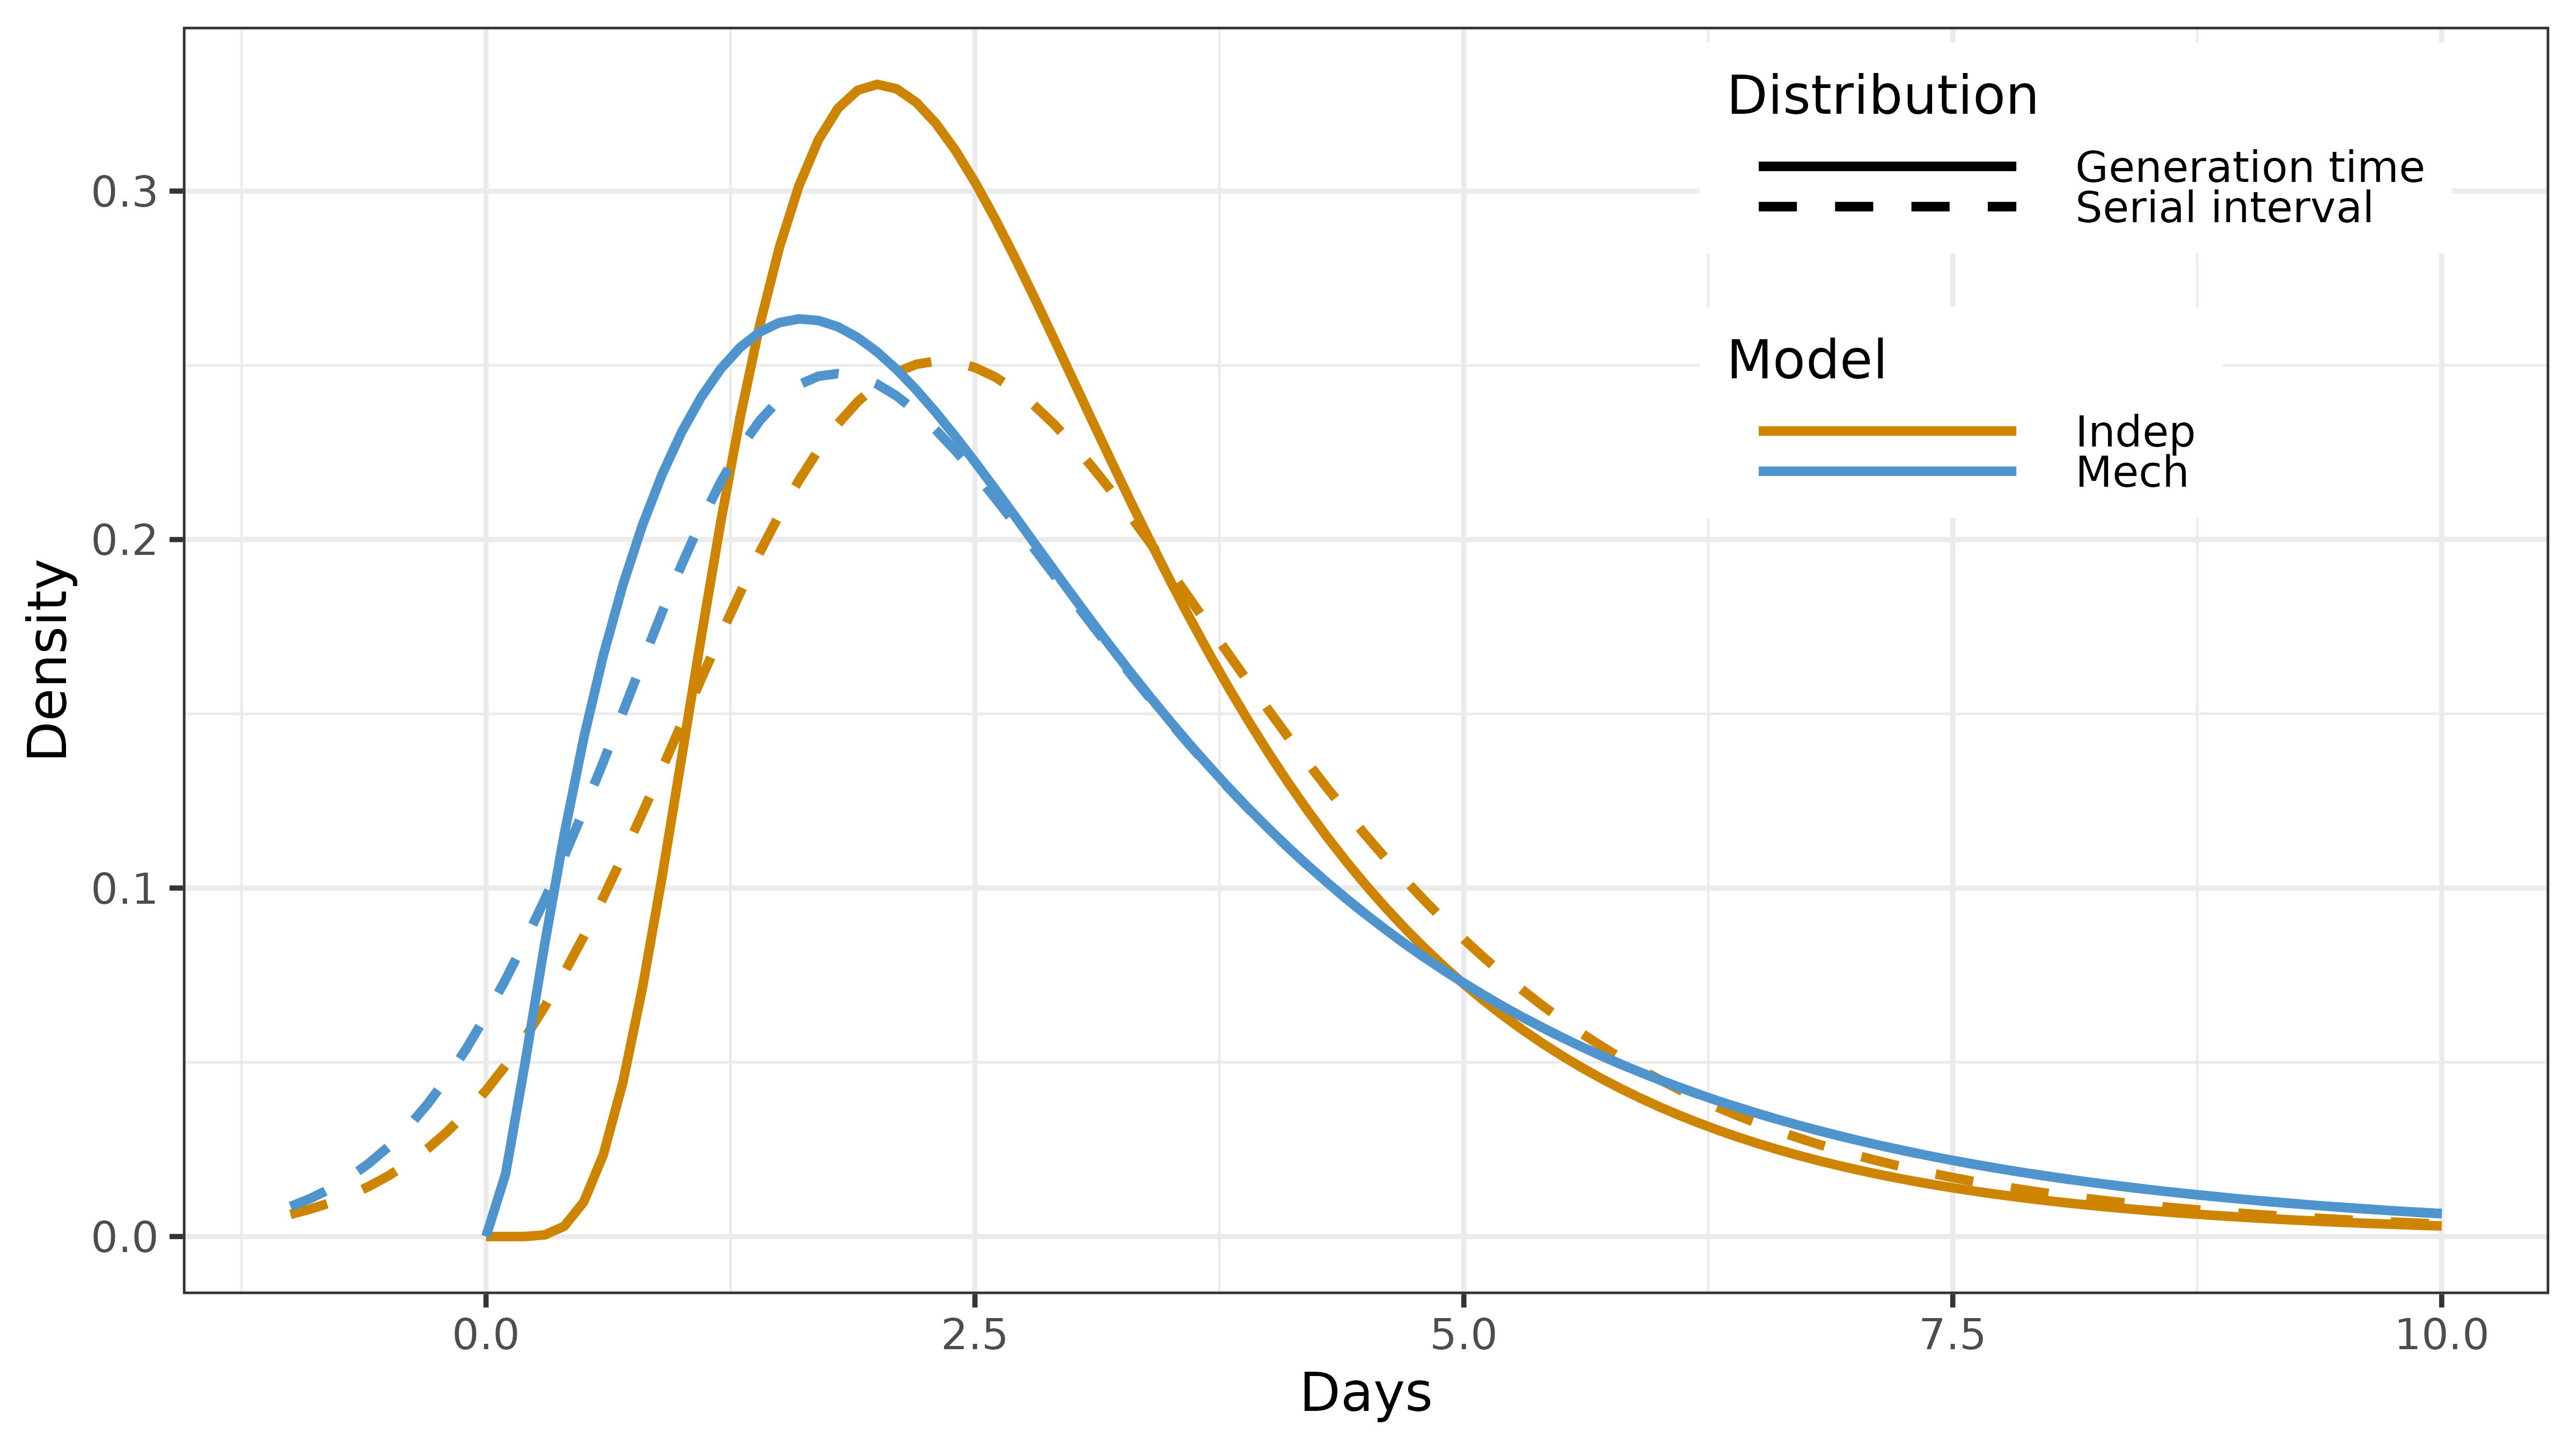 Distribution
Generation time
Serial interval
Model
Indep
Mech
Density
0.3
0.2
0.1
0.0
0.0 2.5 5.0 7.5 10.0
Days